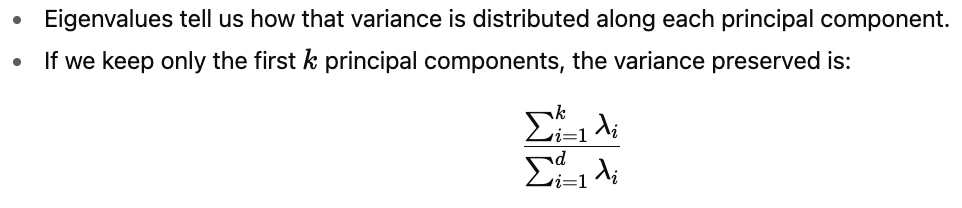 • Eigenvalues tell us how that variance is distributed along each principal component.
• If we keep only the first k principal components, the variance preserved is:
\frac{\sum_{i=1}^{k} \lambda_i}{\sum_{i=1}^{d} \lambda_i}